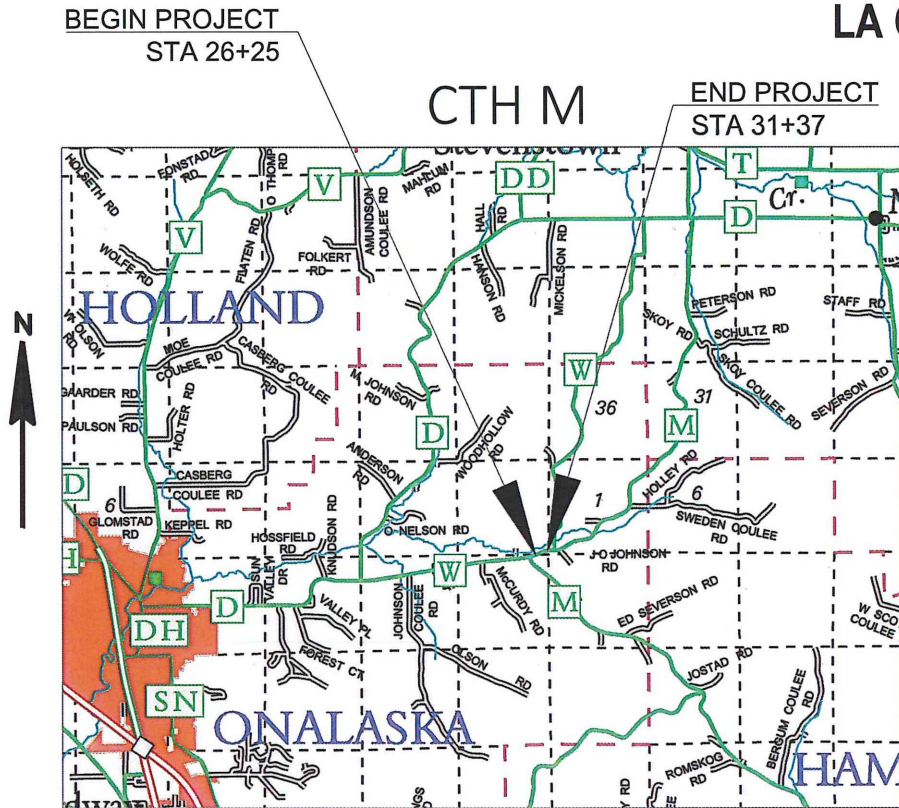 BEGIN PROJECT
STA 26+25
LA
CTH M
END PROJECT
STA 31+37
N
Stevenstown
HOLSETH RD
FONSTAD RD
THOMP
RD
V
V
AMUNDSON
COULEE RD
MAHLUM
RD
DD
T
Cr.
D
HALL
RD
HANSON RD
MICKELSON RD
WOLFE RD
FLATEN RD
FOLKERT
RD
HOLLAND
W OLSON
RD
MOE
COULEE RD
CASBERG COULEE
RD
PETERSON RD
STAFF RD
SKOY RD
SCHULTZ RD
SKOY COULEE RD
SEVERSON RD
GAARDER RD
PAULSON RD
HOLTER RD
M JOHNSON
RD
W
36
31
D
M
WOODHOLLOW
RD
ANDERSON
RD
CASBERG
COULEE RD
D
6
GLOMSTAD
RD
KEPPEL RD
O NELSON RD
1
HOLLEY RD
6
SWEDEN COULEE
RD
HOSSFIELD
RD
KNUDSON RD
SUN
VALLEY
DR
I
J O JOHNSON
RD
W
McCURDY
RD
M
D
DH
VALLEY PL
FOREST CT
JOHNSON
COULEE
RD
OLSON
RD
ED SEVERSON RD
W SCO
COULEE
SN
JOSTAD RD
ONALASKA
BERGUM COULEE
RD
ROMSKOG
RD
HAM
RD